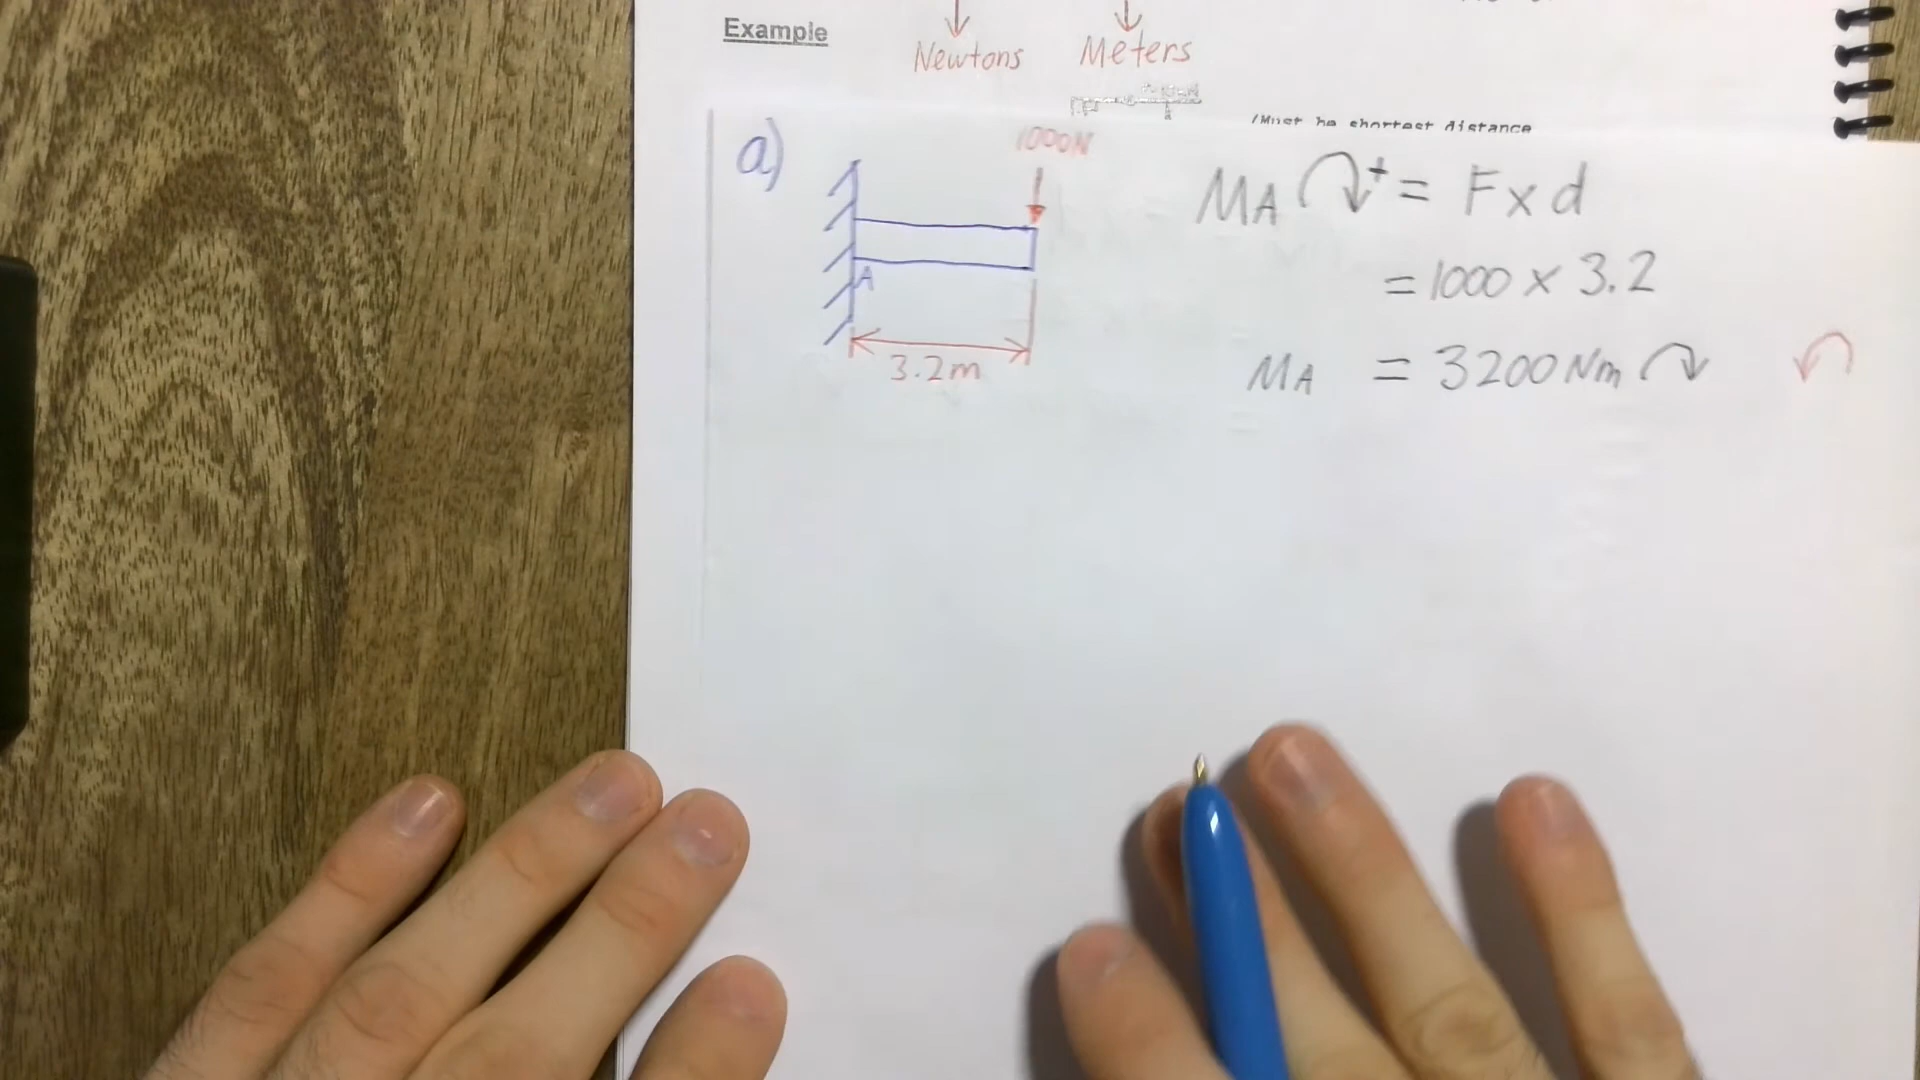 Example
Newtons Meters
(Must be shortest distance
a)
1000N
A
3.2m
MA + = F x d
= 1000 x 3.2
MA = 3200 Nm